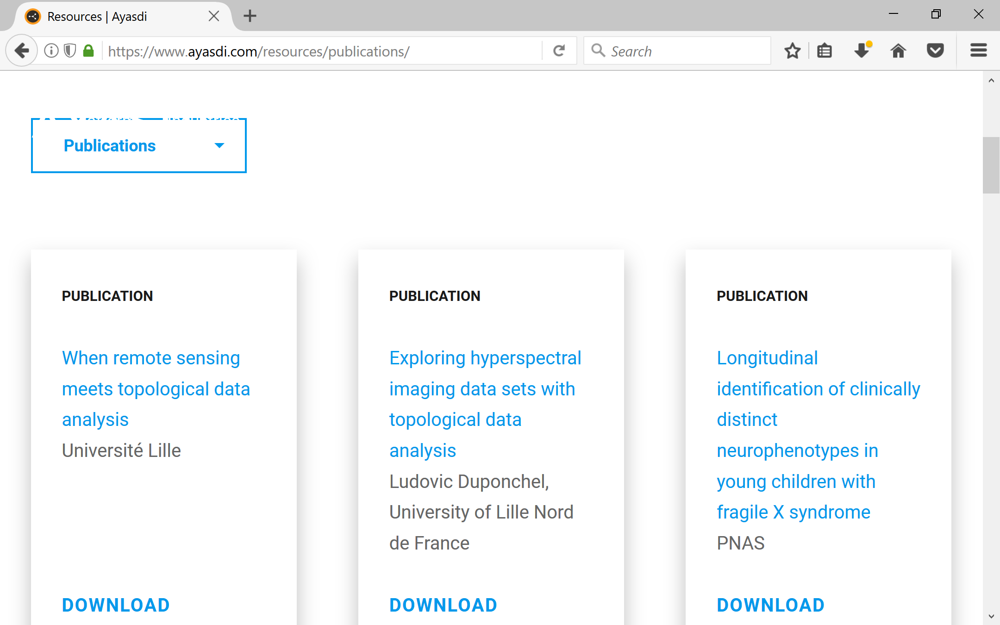 Resources | Ayasdi
https://www.ayasdi.com/resources/publications/
Search
Publications
PUBLICATION
When remote sensing
meets topological data
analysis
Université Lille
DOWNLOAD
PUBLICATION
Exploring hyperspectral
imaging data sets with
topological data
analysis
Ludovic Duponchel,
University of Lille Nord
de France
DOWNLOAD
PUBLICATION
Longitudinal
identification of clinically
distinct
neurophenotypes in
young children with
fragile X syndrome
PNAS
DOWNLOAD